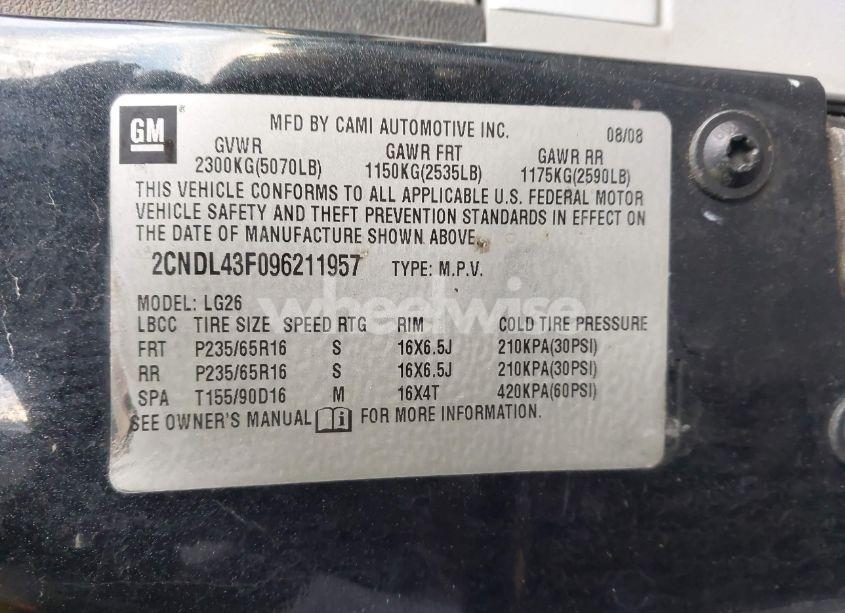 GM ®
MFD BY CAMI AUTOMOTIVE INC. 08/08
GVWR GAWR FRT GAWR RR
2300KG(5070LB) 1150KG(2535LB) 1175KG(2590LB)
THIS VEHICLE CONFORMS TO ALL APPLICABLE U.S. FEDERAL MOTOR
VEHICLE SAFETY AND THEFT PREVENTION STANDARDS IN EFFECT ON
THE DATE OF MANUFACTURE SHOWN ABOVE.
2CNDL43F096211957 TYPE: M.P.V.
wheelwise
MODEL: LG26
LBCC TIRE SIZE SPEED RTG RIM COLD TIRE PRESSURE
FRT P235/65R16 S 16X6.5J 210KPA(30PSI)
RR P235/65R16 S 16X6.5J 210KPA(30PSI)
SPA T155/90D16 M 16X4T 420KPA(60PSI)
SEE OWNER'S MANUAL i FOR MORE INFORMATION.